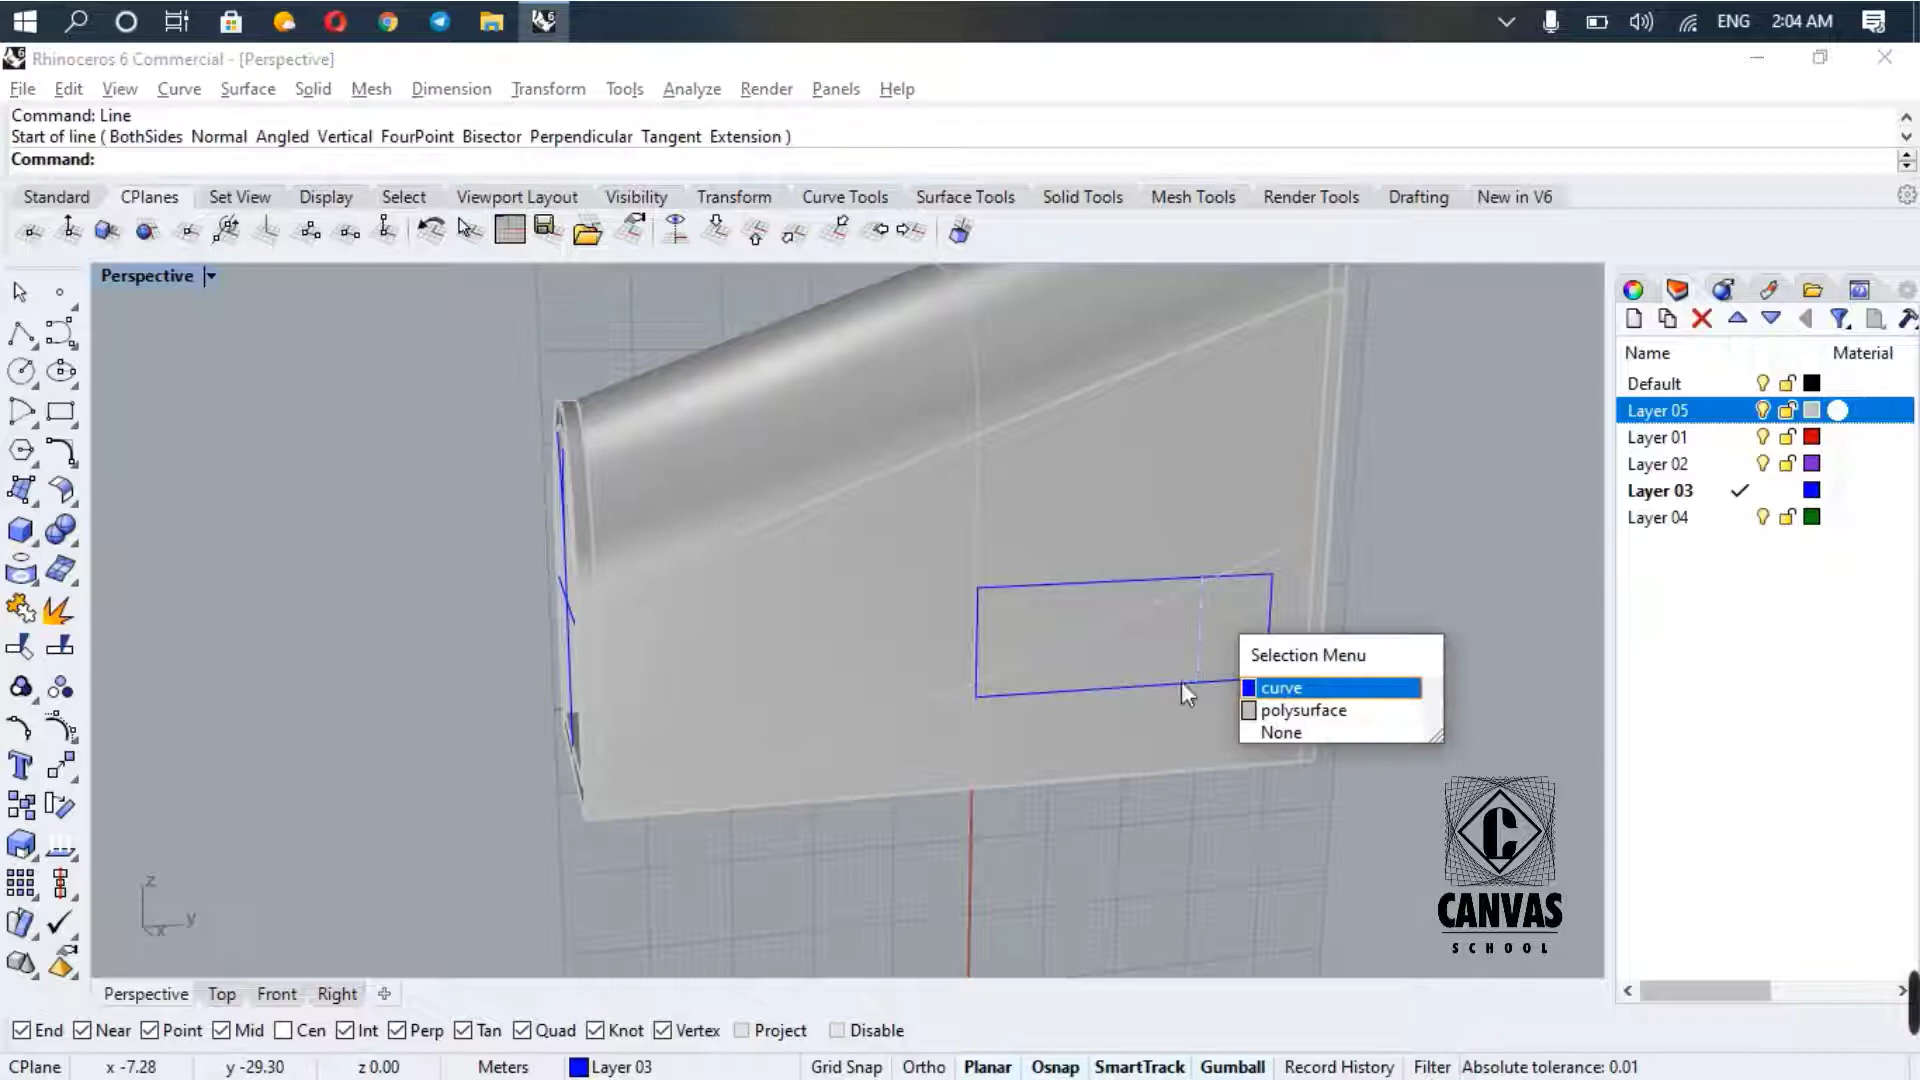 ENG 2:04 AM
Rhinoceros 6 Commercial - [Perspective]
File Edit View Curve Surface Solid Mesh Dimension Transform Tools Analyze Render Panels Help
Command: Line
Start of line ( BothSides Normal Angled Vertical FourPoint Bisector Perpendicular Tangent Extension )
Command:
Standard CPlanes Set View Display Select Viewport Layout Visibility Transform Curve Tools Surface Tools Solid Tools Mesh Tools Render Tools Drafting New in V6
Perspective
Name Material
Default
Layer 05
Layer 01
Layer 02
Layer 03
Layer 04
Selection Menu
curve
polysurface
None
z
y
x
C
CANVAS
SCHOOL
Perspective Top Front Right
End Near Point Mid Cen Int Perp Tan Quad Knot Vertex Project Disable
CPlane x -7.28 y -29.30 z 0.00 Meters Layer 03 Grid Snap Ortho Planar Osnap SmartTrack Gumball Record History Filter Absolute tolerance: 0.01